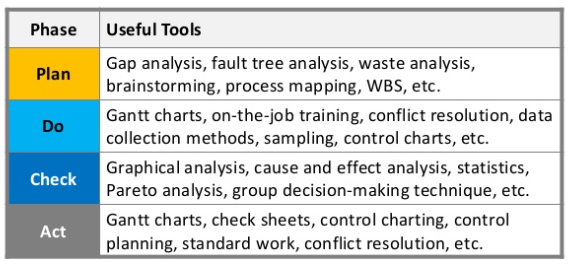 Phase Useful Tools
Plan Gap analysis, fault tree analysis, waste analysis,
brainstorming, process mapping, WBS, etc.
Do Gantt charts, on-the-job training, conflict resolution, data
collection methods, sampling, control charts, etc.
Check Graphical analysis, cause and effect analysis, statistics,
Pareto analysis, group decision-making technique, etc.
Act Gantt charts, check sheets, control charting, control
planning, standard work, conflict resolution, etc.